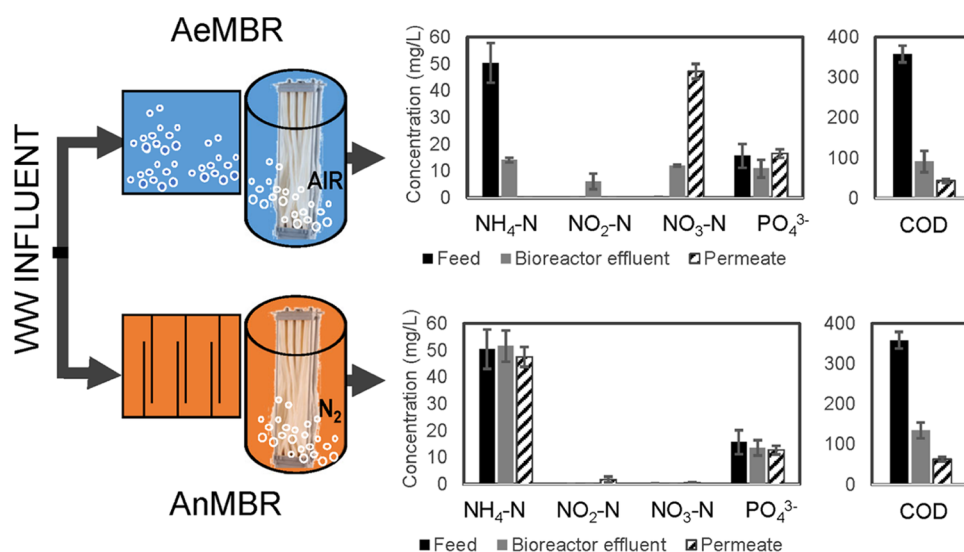 AeMBR
WW INFLUENT
AIR
Concentration (mg/L)
60
50
40
30
20
10
0
NH₄-N NO₂-N NO₃-N PO₄³⁻
400
300
200
100
0
COD
Feed Bioreactor effluent Permeate
N₂
AnMBR
Concentration (mg/L)
60
50
40
30
20
10
0
NH₄-N NO₂-N NO₃-N PO₄³⁻
400
300
200
100
0
COD
Feed Bioreactor effluent Permeate